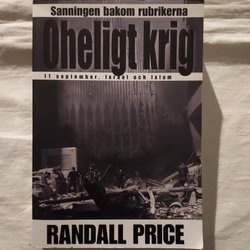 Sanningen bakom rubrikerna
Oheligt krig
11 september, Israel och islam
RANDALL PRICE